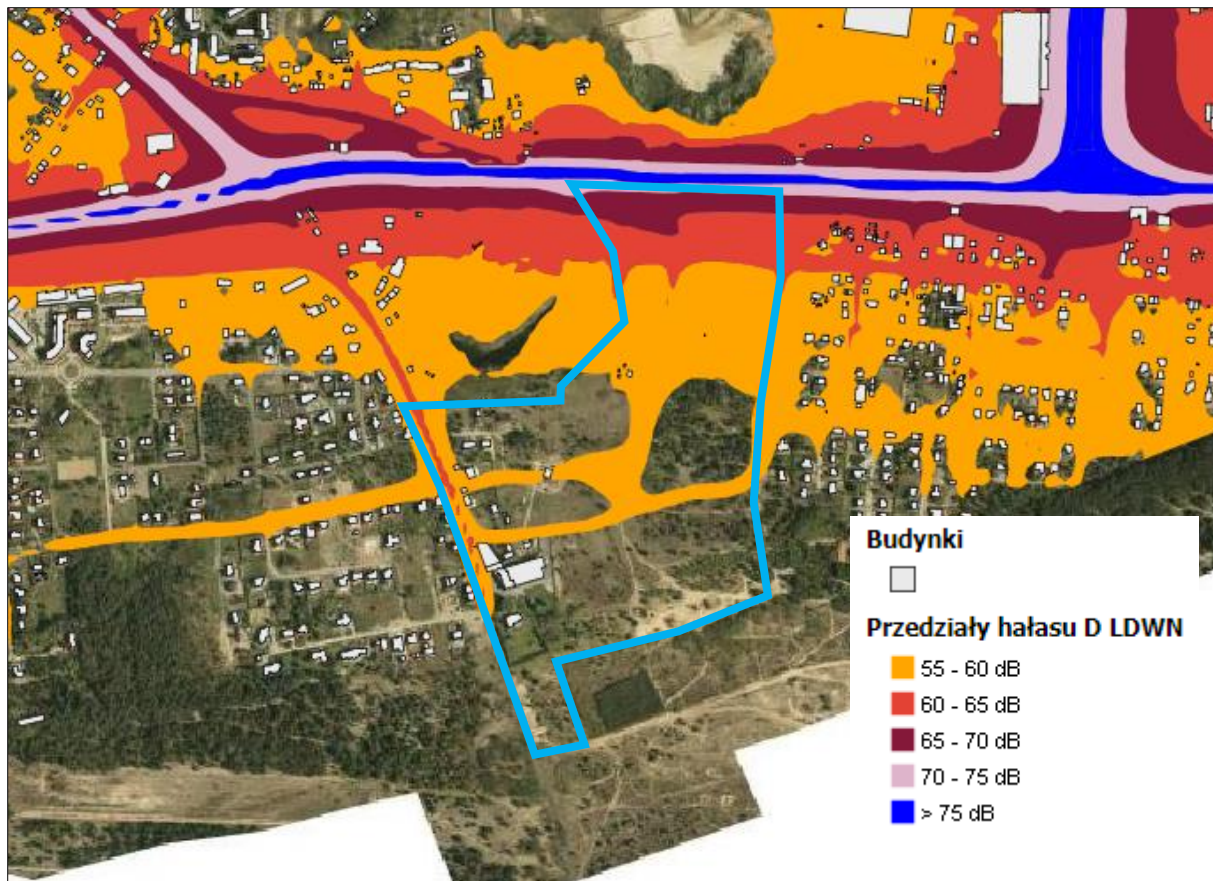 Budynki
Przedziały hałasu D LDWN
55 - 60 dB
60 - 65 dB
65 - 70 dB
70 - 75 dB
> 75 dB